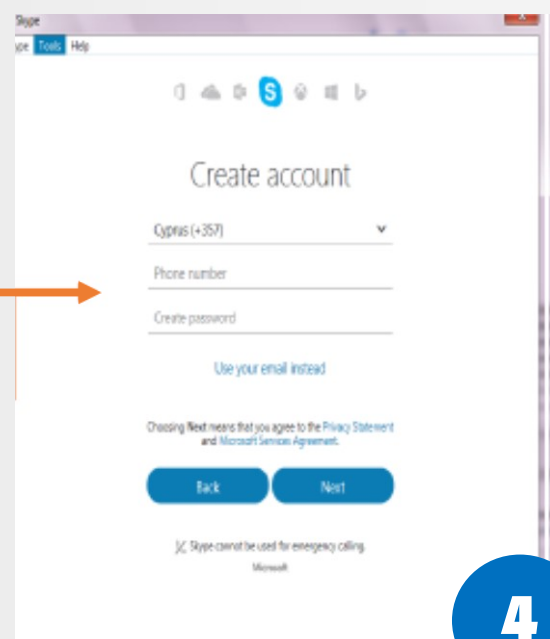 Skype
ype Tools Help
Create account
Cyprus (+357)
Phone number
Create password
Use your email instead
Choosing Next means that you agree to the Privacy Statement
and Microsoft Services Agreement.
Back Next
Skype cannot be used for emergency calling.
Microsoft
4